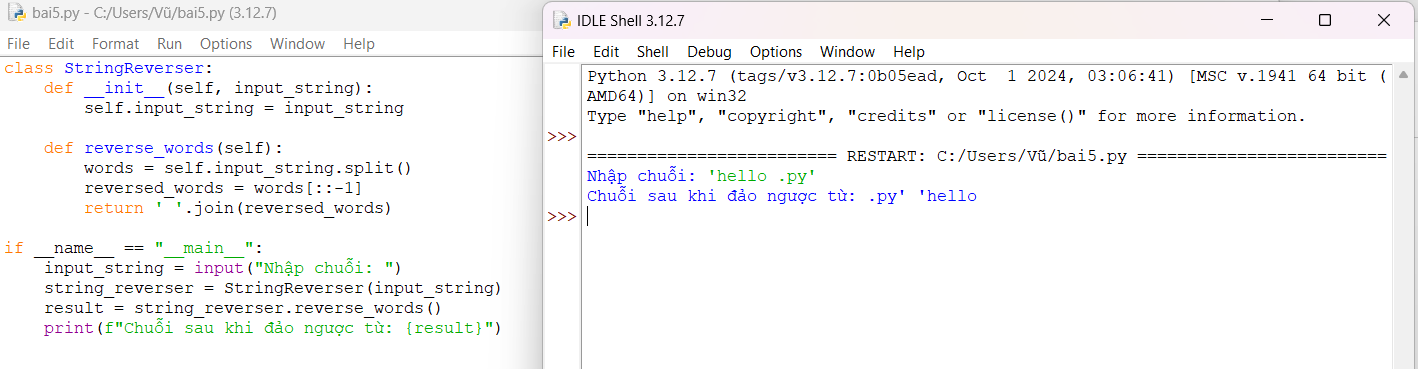 bai5.py - C:/Users/Vũ/bai5.py (3.12.7)
File Edit Format Run Options Window Help
class StringReverser:
    def __init__(self, input_string):
        self.input_string = input_string

    def reverse_words(self):
        words = self.input_string.split()
        reversed_words = words[::-1]
        return ' '.join(reversed_words)

if __name__ == "__main__":
    input_string = input("Nhập chuỗi: ")
    string_reverser = StringReverser(input_string)
    result = string_reverser.reverse_words()
    print(f"Chuỗi sau khi đảo ngược từ: {result}")
IDLE Shell 3.12.7
File Edit Shell Debug Options Window Help
Python 3.12.7 (tags/v3.12.7:0b05ead, Oct  1 2024, 03:06:41) [MSC v.1941 64 bit (
AMD64)] on win32
Type "help", "copyright", "credits" or "license()" for more information.
>>>
========================= RESTART: C:/Users/Vũ/bai5.py =========================
Nhập chuỗi: 'hello .py'
Chuỗi sau khi đảo ngược từ: .py' 'hello
>>>